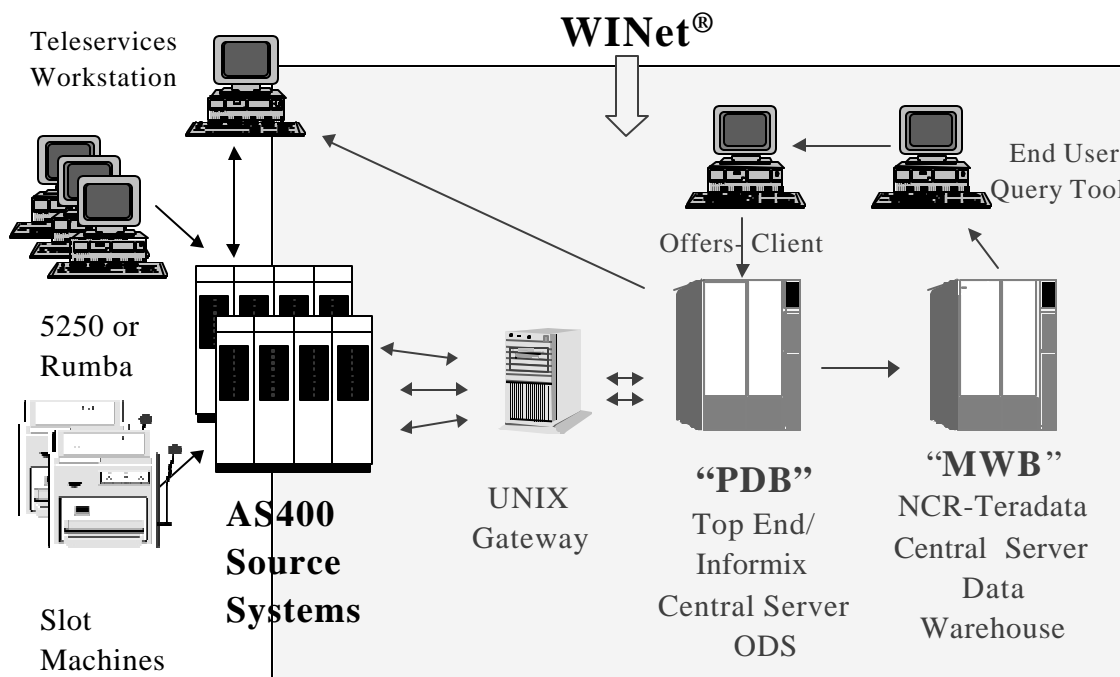 WINet®
Teleservices
Workstation
End User
Query Tool
Offers- Client
5250 or
Rumba
Slot
Machines
AS400
Source
Systems
UNIX
Gateway
“PDB”
Top End/
Informix
Central Server
ODS
“MWB”
NCR-Teradata
Central Server
Data
Warehouse